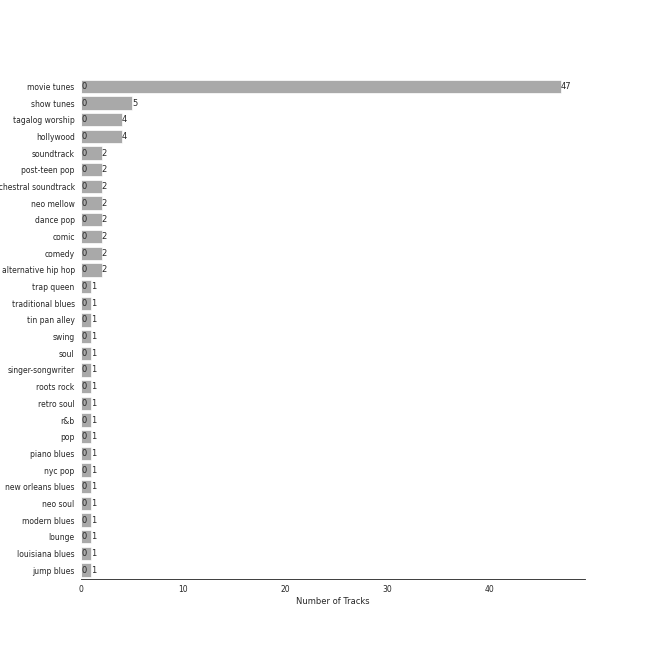 movie tunes 0 47
show tunes 0 5
tagalog worship 0 4
hollywood 0 4
soundtrack 0 2
post-teen pop 0 2
chestral soundtrack 0 2
neo mellow 0 2
dance pop 0 2
comic 0 2
comedy 0 2
alternative hip hop 0 2
trap queen 0 1
traditional blues 0 1
tin pan alley 0 1
swing 0 1
soul 0 1
singer-songwriter 0 1
roots rock 0 1
retro soul 0 1
r&b 0 1
pop 0 1
piano blues 0 1
nyc pop 0 1
new orleans blues 0 1
neo soul 0 1
modern blues 0 1
lounge 0 1
louisiana blues 0 1
jump blues 0 1
0 10 20 30 40
Number of Tracks